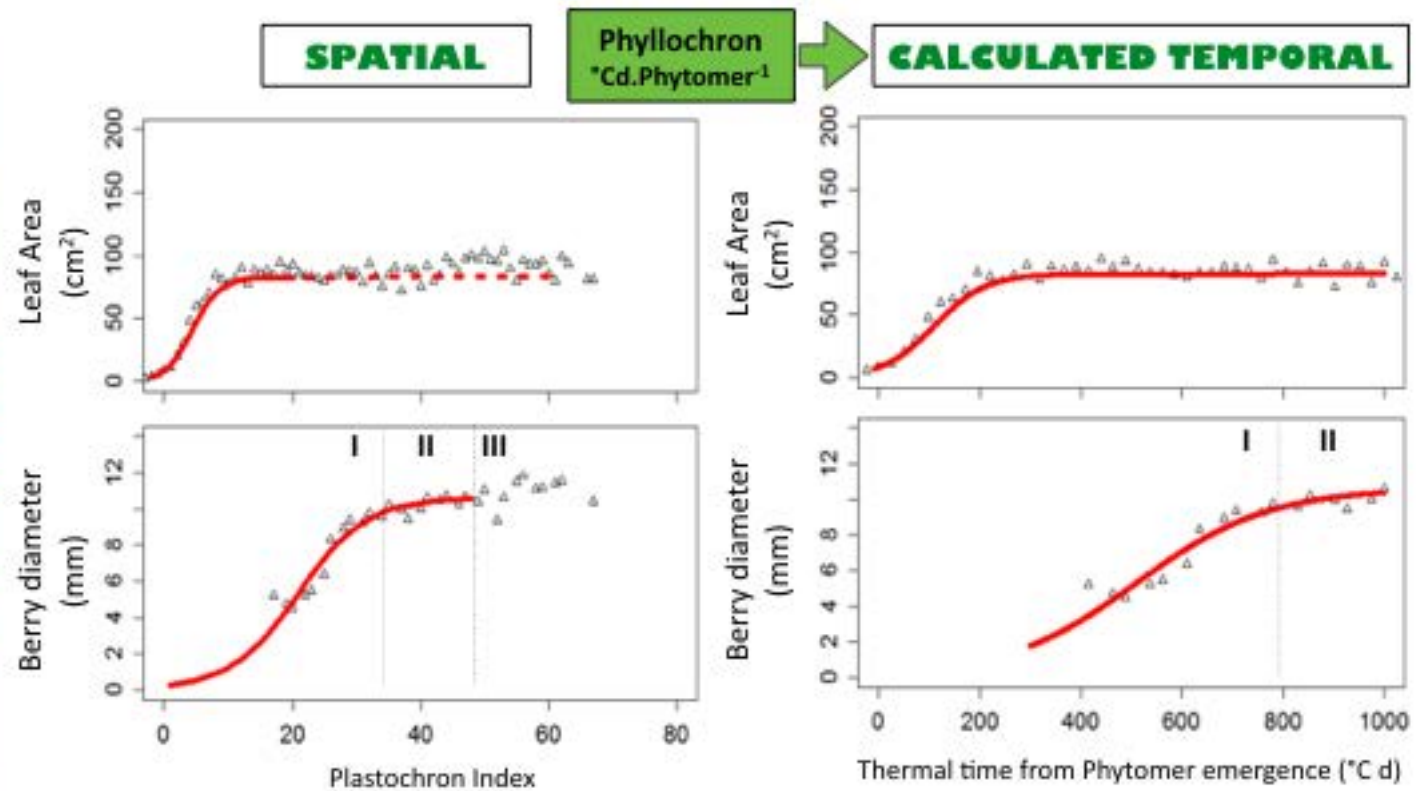 SPATIAL
Phyllochron
°Cd.Phytomer-1
CALCULATED TEMPORAL
Leaf Area
(cm²)
200
150
100
50
0
Leaf Area
(cm²)
200
150
100
50
0
Berry diameter
(mm)
12
8
6
4
2
0
I
II
III
0
20
40
60
80
Plastochron Index
Berry diameter
(mm)
12
8
6
4
2
0
I
II
0
200
400
600
800
1000
Thermal time from Phytomer emergence (°C d)